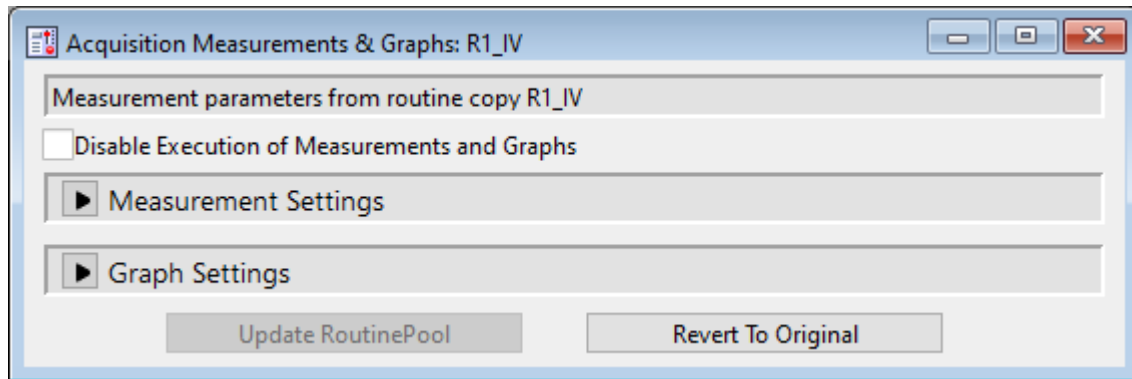 Acquisition Measurements & Graphs: R1_IV
Measurement parameters from routine copy R1_IV
Disable Execution of Measurements and Graphs
Measurement Settings
Graph Settings
Update RoutinePool Revert To Original